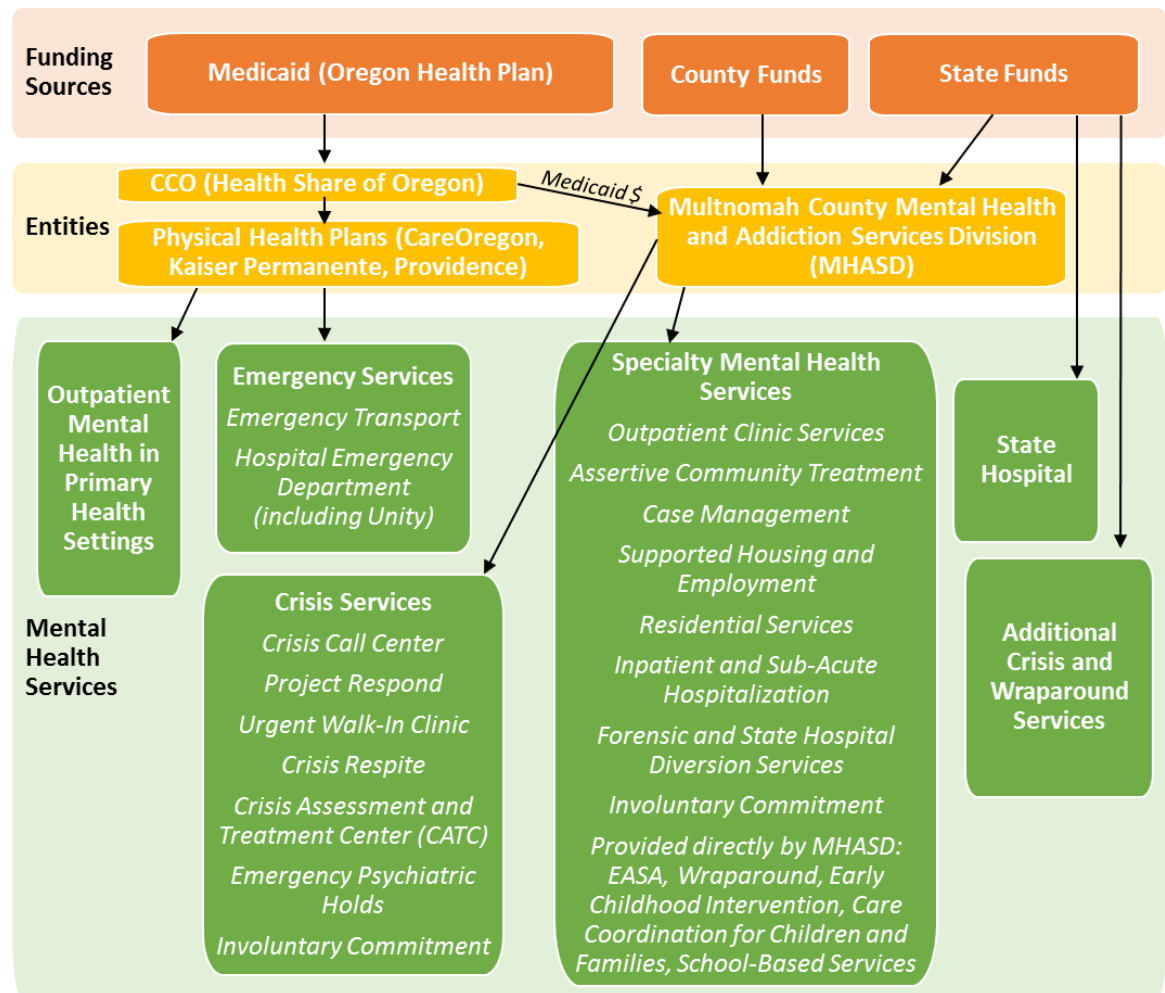 Funding
Sources
Medicaid (Oregon Health Plan)
County Funds
State Funds
Entities
CCO (Health Share of Oregon)
Medicaid $
Physical Health Plans (CareOregon,
Kaiser Permanente, Providence)
Multnomah County Mental Health
and Addiction Services Division
(MHASD)
Mental
Health
Services
Outpatient
Mental
Health in
Primary
Health
Settings
Emergency Services
Emergency Transport
Hospital Emergency
Department
(including Unity)
Crisis Services
Crisis Call Center
Project Respond
Urgent Walk-In Clinic
Crisis Respite
Crisis Assessment and
Treatment Center (CATC)
Emergency Psychiatric
Holds
Involuntary Commitment
Specialty Mental Health
Services
Outpatient Clinic Services
Assertive Community Treatment
Case Management
Supported Housing and
Employment
Residential Services
Inpatient and Sub-Acute
Hospitalization
Forensic and State Hospital
Diversion Services
Involuntary Commitment
Provided directly by MHASD:
EASA, Wraparound, Early
Childhood Intervention, Care
Coordination for Children and
Families, School-Based Services
State
Hospital
Additional
Crisis and
Wraparound
Services